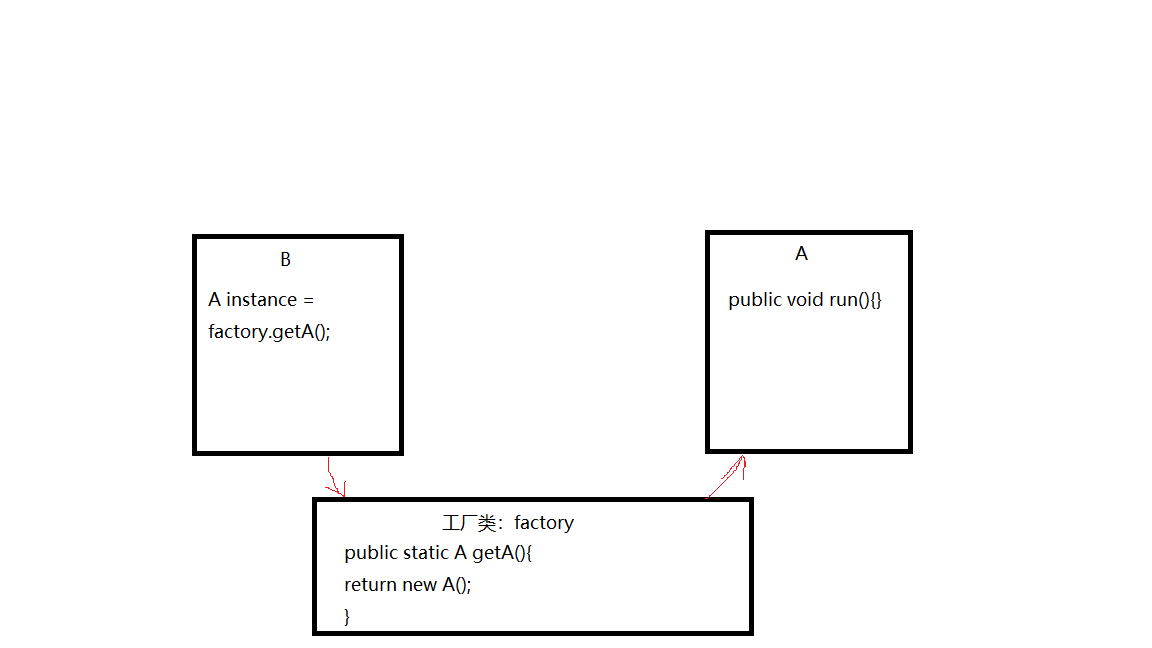 B
A instance =
factory.getA();
A
public void run(){}
工厂类：factory
public static A getA(){
return new A();
}